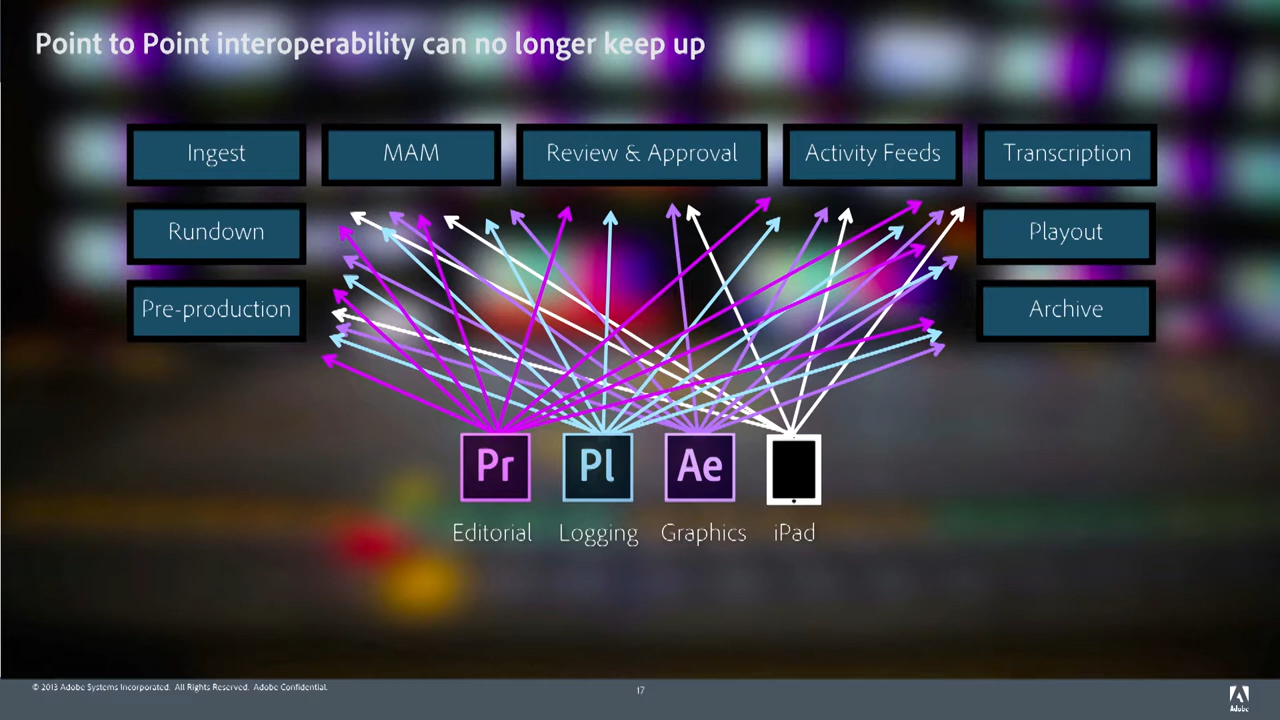 Point to Point interoperability can no longer keep up
Ingest
MAM
Review & Approval
Activity Feeds
Transcription
Rundown
Playout
Pre-production
Archive
Pr
Pl
Ae
Editorial
Logging
Graphics
iPad
© 2013 Adobe Systems Incorporated. All Rights Reserved. Adobe Confidential.
17
Adobe